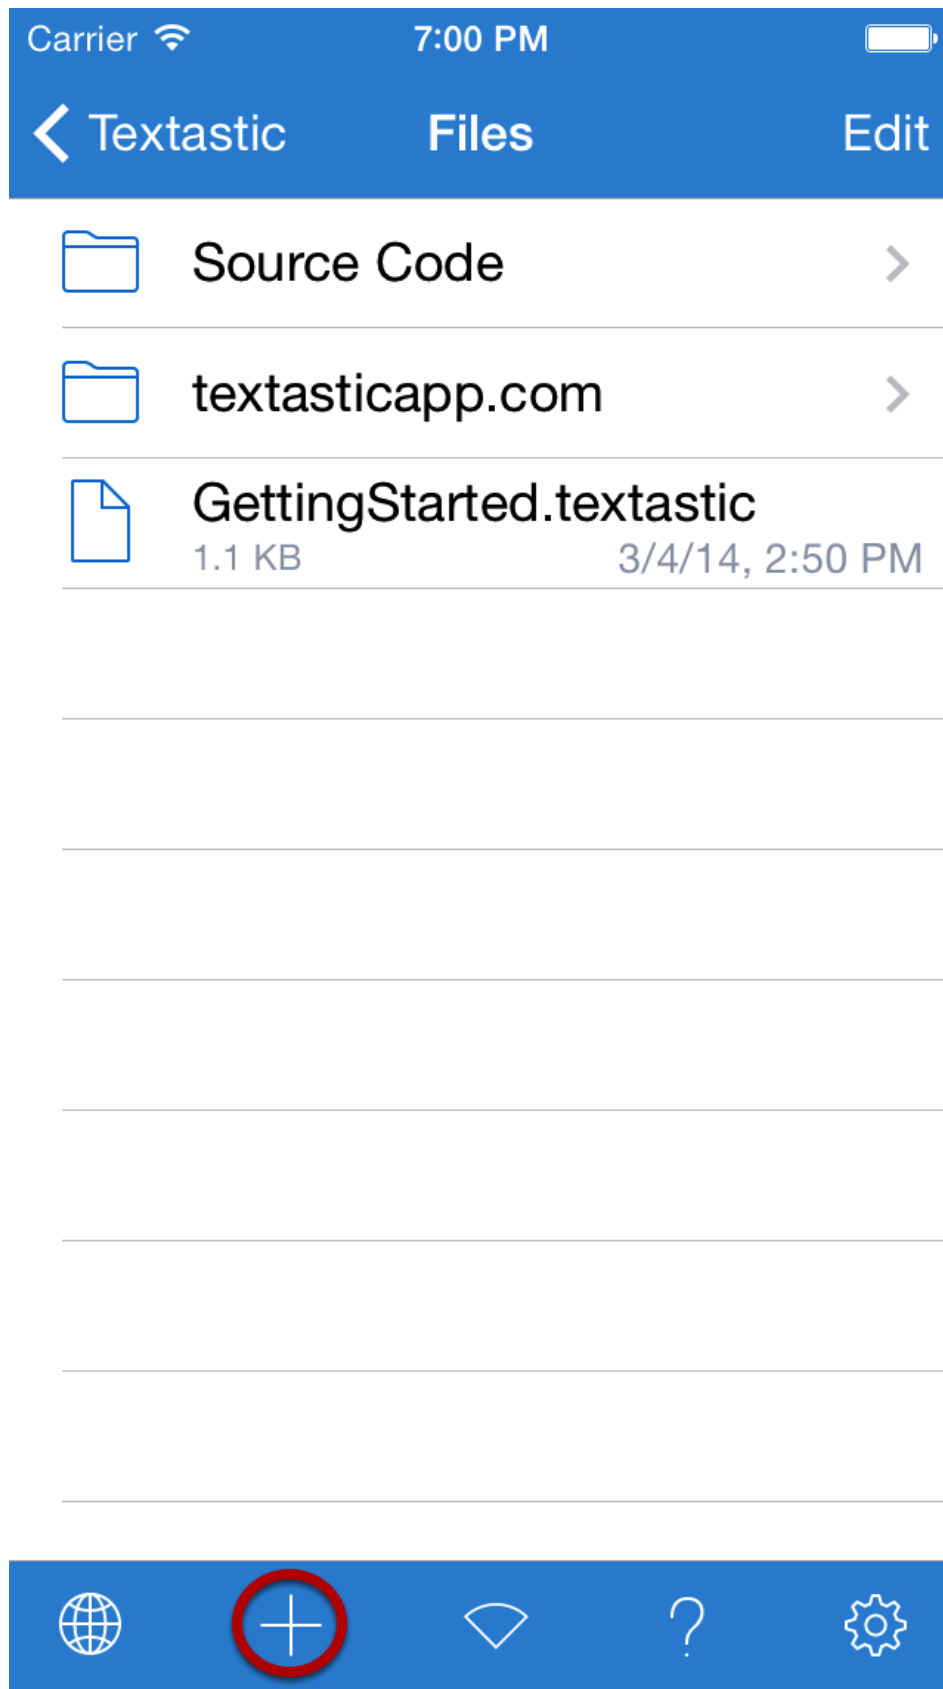 Carrier 7:00 PM
Textastic Files Edit
Source Code
textasticapp.com
GettingStarted.textastic
1.1 KB 3/4/14, 2:50 PM
?